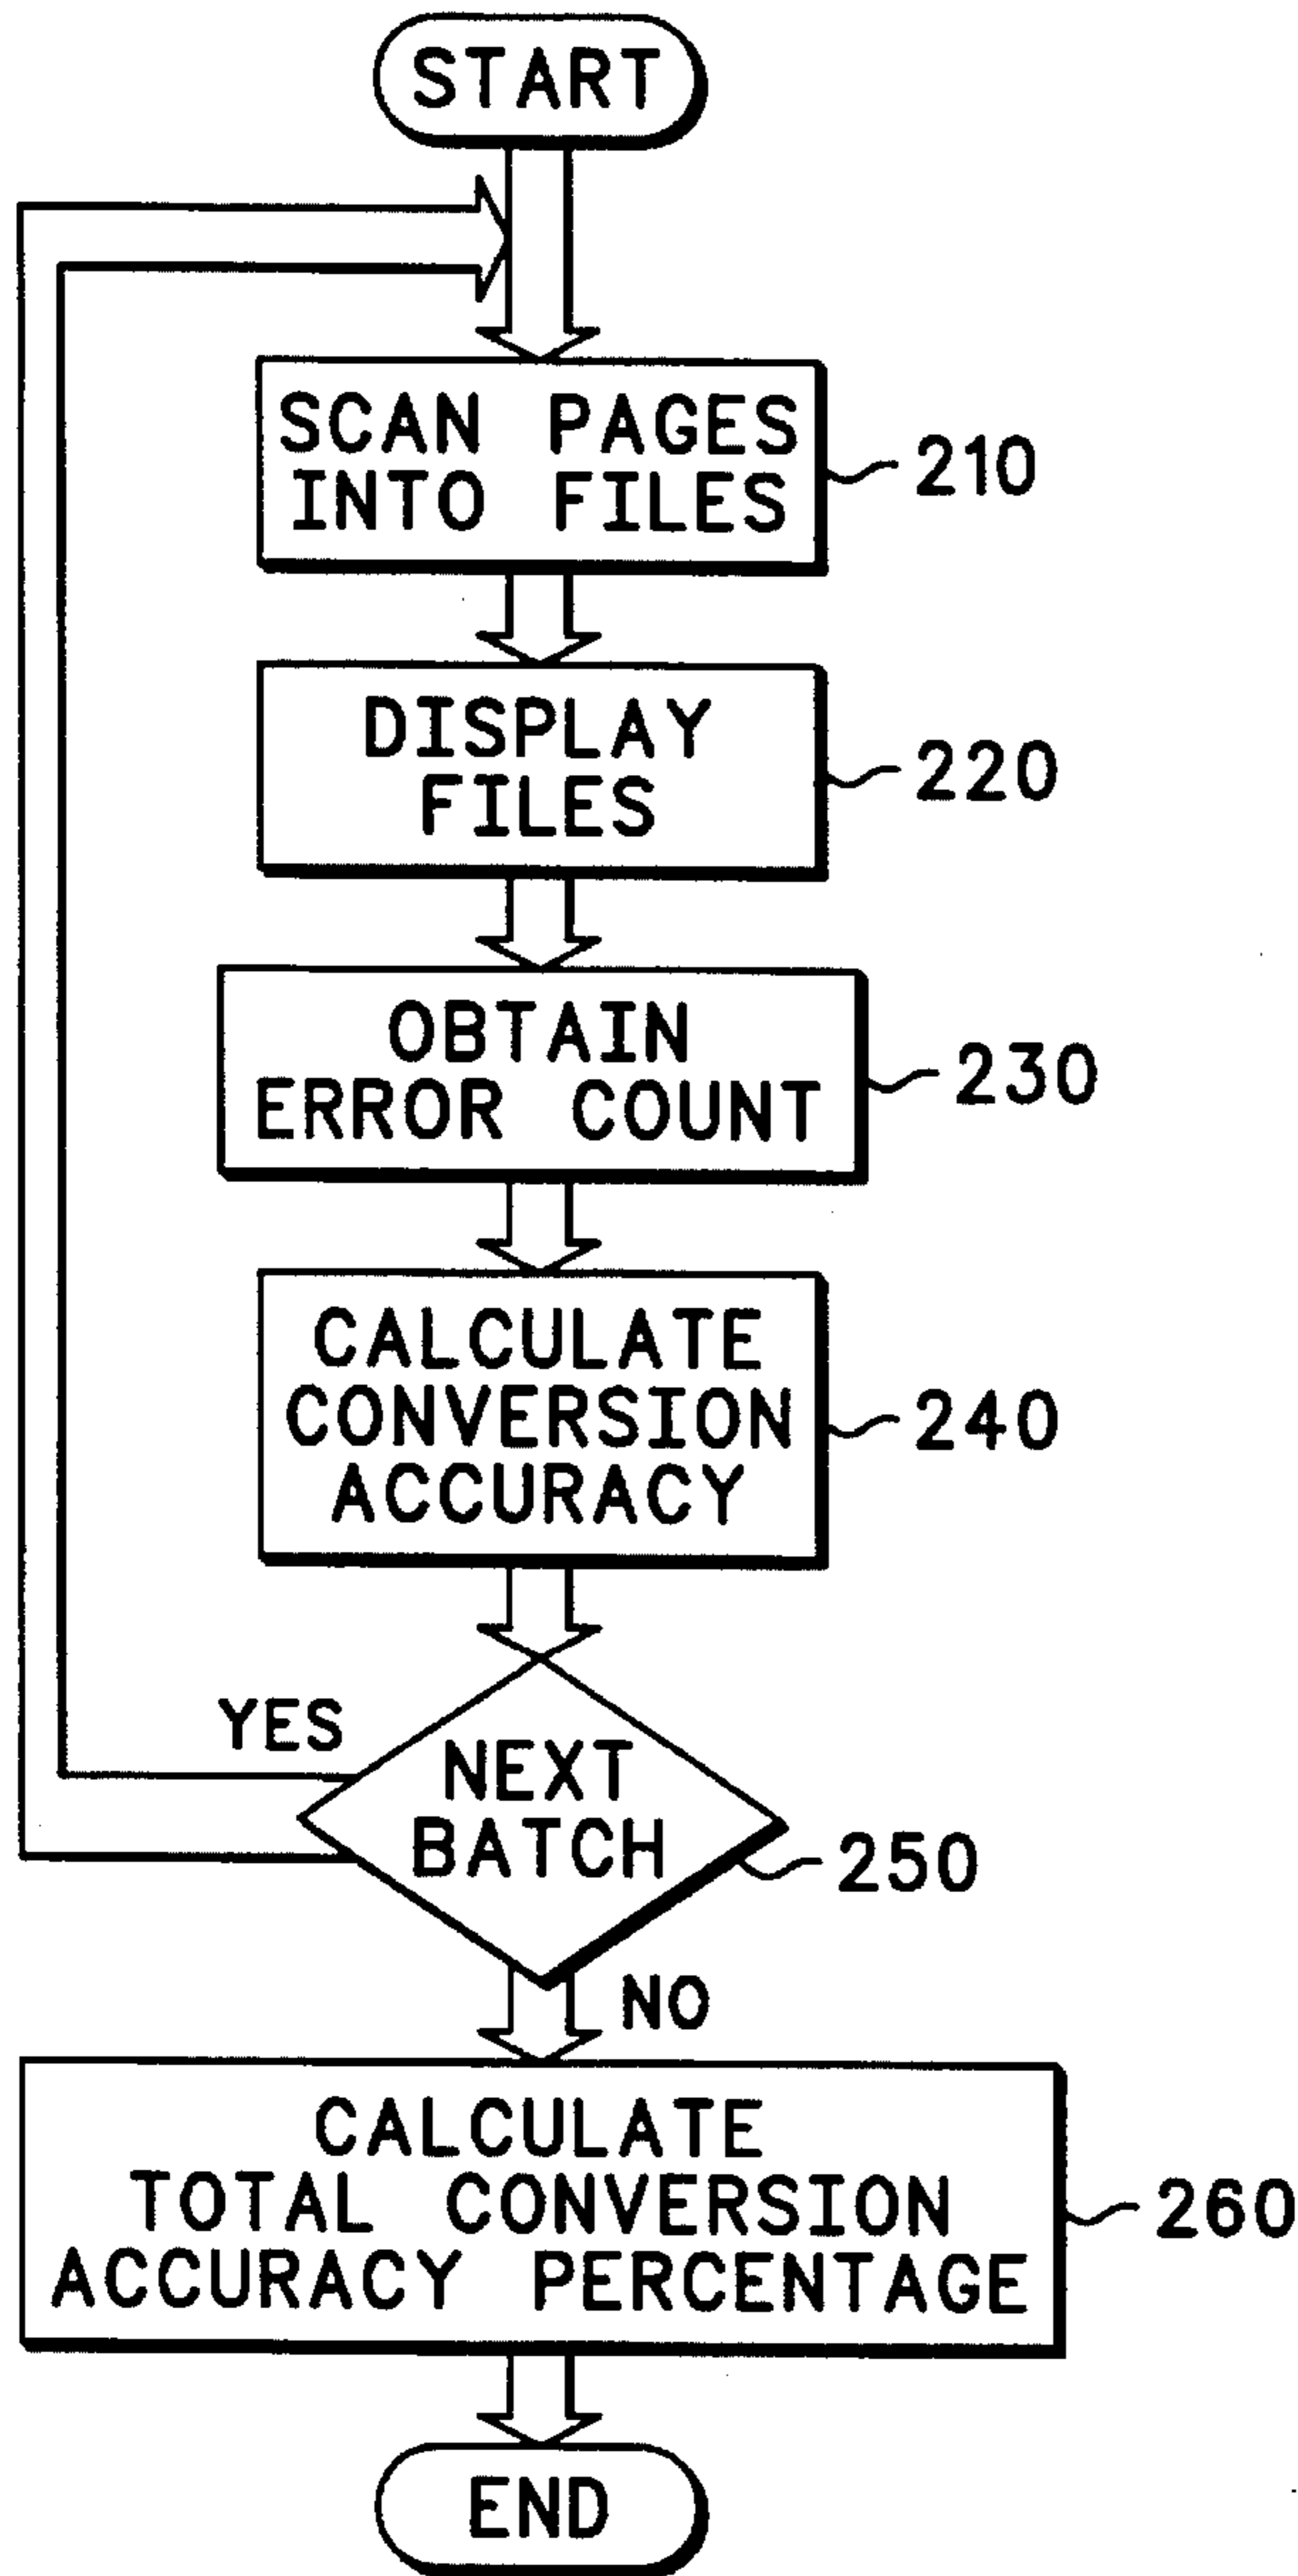 START
SCAN PAGES
INTO FILES
210
DISPLAY
FILES
220
OBTAIN
ERROR COUNT
230
CALCULATE
CONVERSION
ACCURACY
240
YES
NEXT
BATCH
250
NO
CALCULATE
TOTAL CONVERSION
ACCURACY PERCENTAGE
260
END